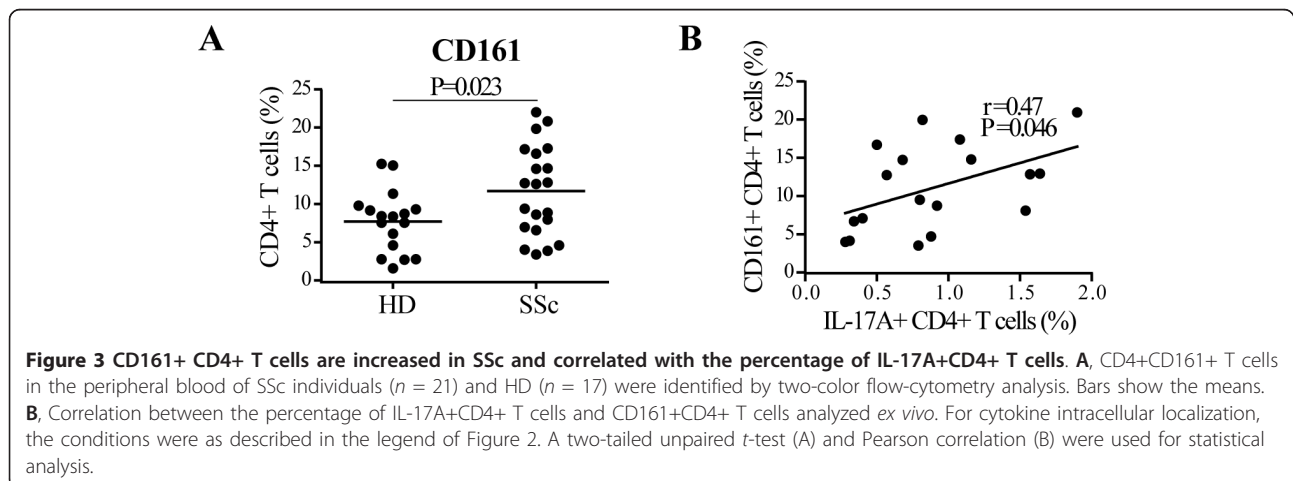 A
B
CD161
P=0.023
CD4+ T cells (%)
25
20
15
10
5
0
HD SSc
CD161+ CD4+ T cells (%)
25
20
15
10
5
0
r=0.47
P=0.046
0.0 0.5 1.0 1.5 2.0
IL-17A+ CD4+ T cells (%)
Figure 3 CD161+ CD4+ T cells are increased in SSc and correlated with the percentage of IL-17A+CD4+ T cells. A, CD4+CD161+ T cells
in the peripheral blood of SSc individuals (n = 21) and HD (n = 17) were identified by two-color flow-cytometry analysis. Bars show the means.
B, Correlation between the percentage of IL-17A+CD4+ T cells and CD161+CD4+ T cells analyzed ex vivo. For cytokine intracellular localization,
the conditions were as described in the legend of Figure 2. A two-tailed unpaired t-test (A) and Pearson correlation (B) were used for statistical
analysis.